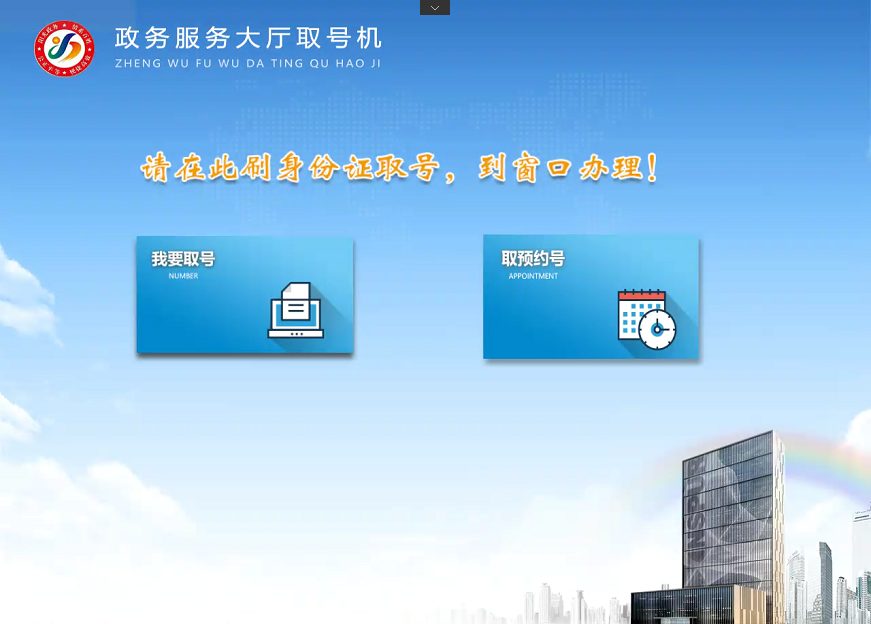 政务服务大厅取号机
ZHENG WU FU WU DA TING QU HAO JI
请在此刷身份证取号，到窗口办理！
我要取号
NUMBER
取预约号
APPOINTMENT
INSPUR